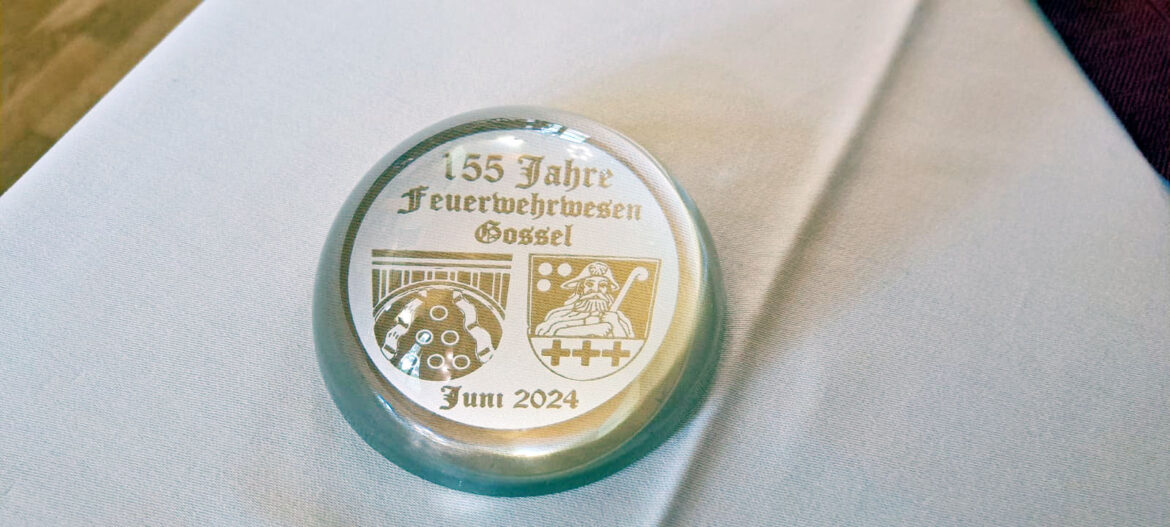 155 Jahre
Feuerwehrwesen
Gossel
Juni 2024